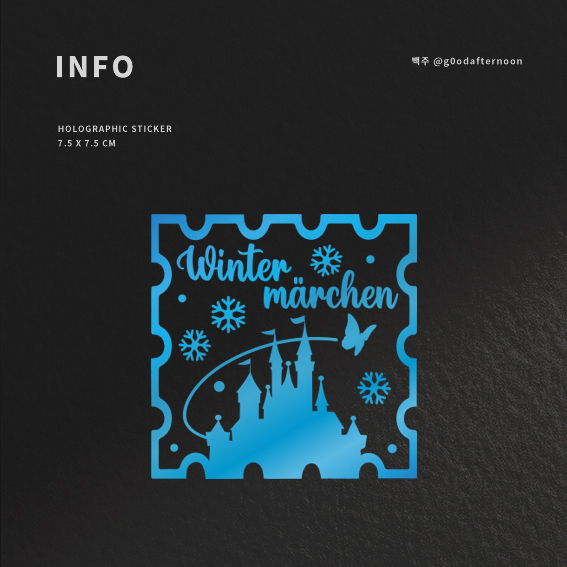 INFO
백주 @g0odafternoon
HOLOGRAPHIC STICKER
7.5 X 7.5 CM
Winter
märchen